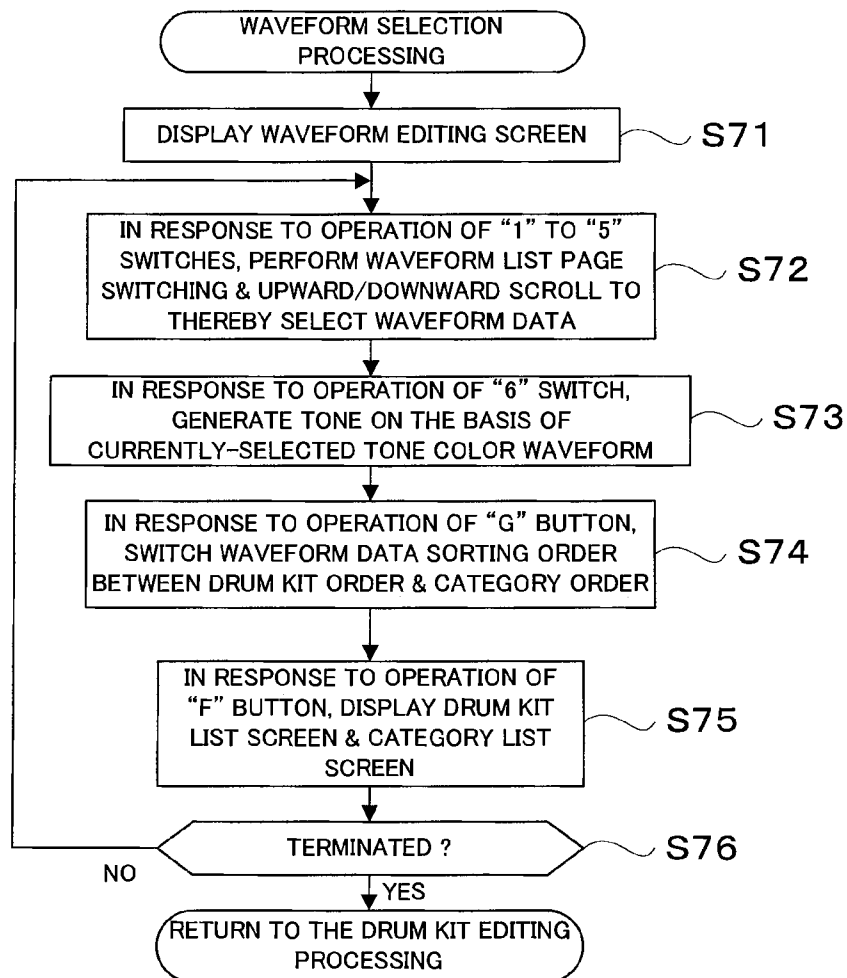 WAVEFORM SELECTION
PROCESSING
DISPLAY WAVEFORM EDITING SCREEN
S71
IN RESPONSE TO OPERATION OF “1” TO “5”
SWITCHES, PERFORM WAVEFORM LIST PAGE
SWITCHING & UPWARD/DOWNWARD SCROLL TO
THEREBY SELECT WAVEFORM DATA
S72
IN RESPONSE TO OPERATION OF “6” SWITCH,
GENERATE TONE ON THE BASIS OF
CURRENTLY-SELECTED TONE COLOR WAVEFORM
S73
IN RESPONSE TO OPERATION OF “G” BUTTON,
SWITCH WAVEFORM DATA SORTING ORDER
BETWEEN DRUM KIT ORDER & CATEGORY ORDER
S74
IN RESPONSE TO OPERATION OF
“F” BUTTON, DISPLAY DRUM KIT
LIST SCREEN & CATEGORY LIST
SCREEN
S75
TERMINATED ?
S76
NO
YES
RETURN TO THE DRUM KIT EDITING
PROCESSING